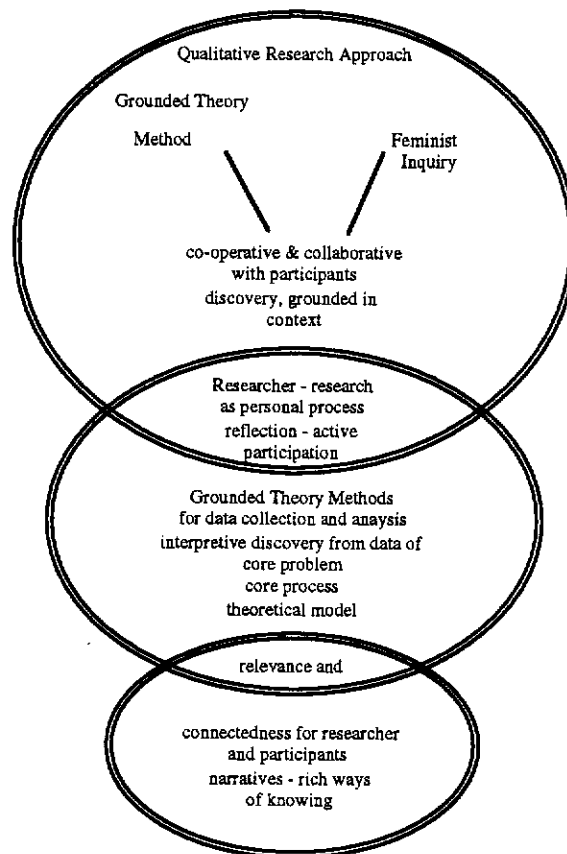 Qualitative Research Approach
Grounded Theory
Method
Feminist
Inquiry
co-operative & collaborative
with participants
discovery, grounded in
context
Researcher - research
as personal process
reflection - active
participation
Grounded Theory Methods
for data collection and anaysis
interpretive discovery from data of
core problem
core process
theoretical model
relevance and
connectedness for researcher
and participants
narratives - rich ways
of knowing